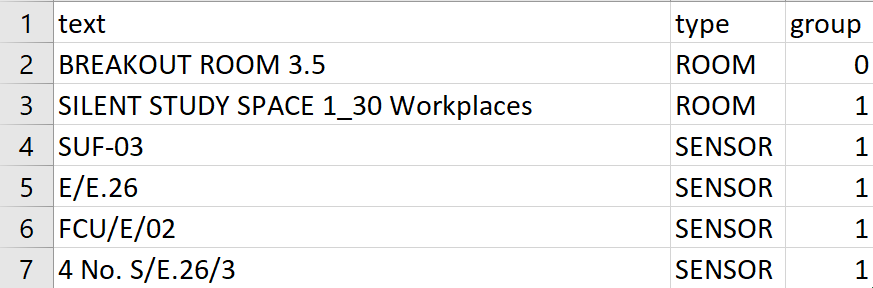 1 text type group
2 BREAKOUT ROOM 3.5 ROOM 0
3 SILENT STUDY SPACE 1_30 Workplaces ROOM 1
4 SUF-03 SENSOR 1
5 E/E.26 SENSOR 1
6 FCU/E/02 SENSOR 1
7 4 No. S/E.26/3 SENSOR 1